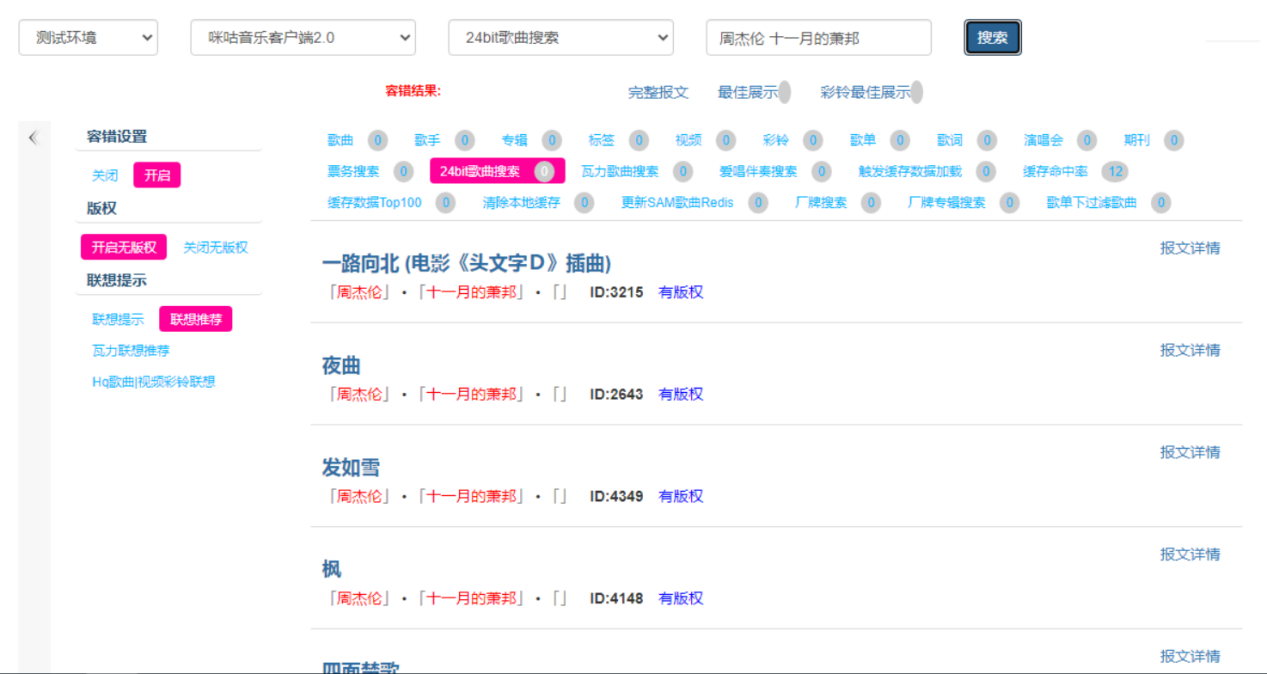 测试环境 咪咕音乐客户端2.0 24bit歌曲搜索 周杰伦 十一月的萧邦 搜索
容错结果: 完整报文 最佳展示 彩铃最佳展示
容错设置
关闭 开启
版权
开启无版权 关闭无版权
联想提示
联想提示 联想推荐
瓦力联想推荐
Hq歌曲|视频彩铃联想
歌曲 0 歌手 0 专辑 0 标签 0 视频 0 彩铃 0 歌单 0 歌词 0 演唱会 0 期刊 0
票务搜索 0 24bit歌曲搜索 0 瓦力歌曲搜索 0 爱唱伴奏搜索 0 触发缓存数据加载 0 缓存命中率 12
缓存数据Top100 0 清除本地缓存 0 更新SAM歌曲Redis 0 厂牌搜索 0 厂牌专辑搜索 0 歌单下过滤歌曲 0
报文详情
一路向北 (电影《头文字D》插曲)
「周杰伦」・「十一月的萧邦」・「」 ID:3215 有版权
报文详情
夜曲
「周杰伦」・「十一月的萧邦」・「」 ID:2643 有版权
报文详情
发如雪
「周杰伦」・「十一月的萧邦」・「」 ID:4349 有版权
报文详情
枫
「周杰伦」・「十一月的萧邦」・「」 ID:4148 有版权
报文详情
四面楚歌